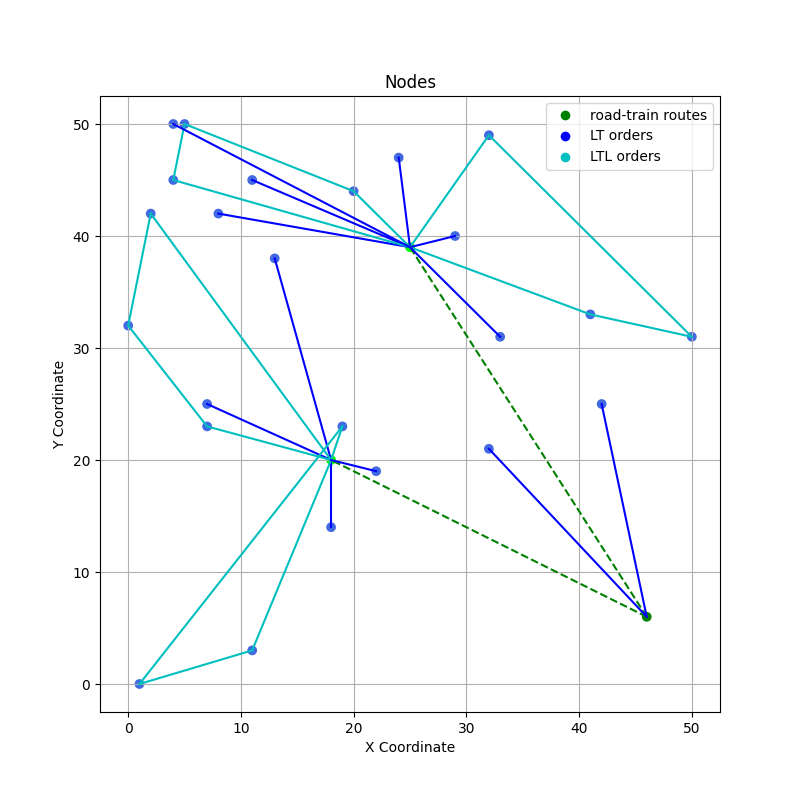 Nodes
road-train routes
LT orders
LTL orders
50
40
30
20
10
0
Y Coordinate
0 10 20 30 40 50
X Coordinate